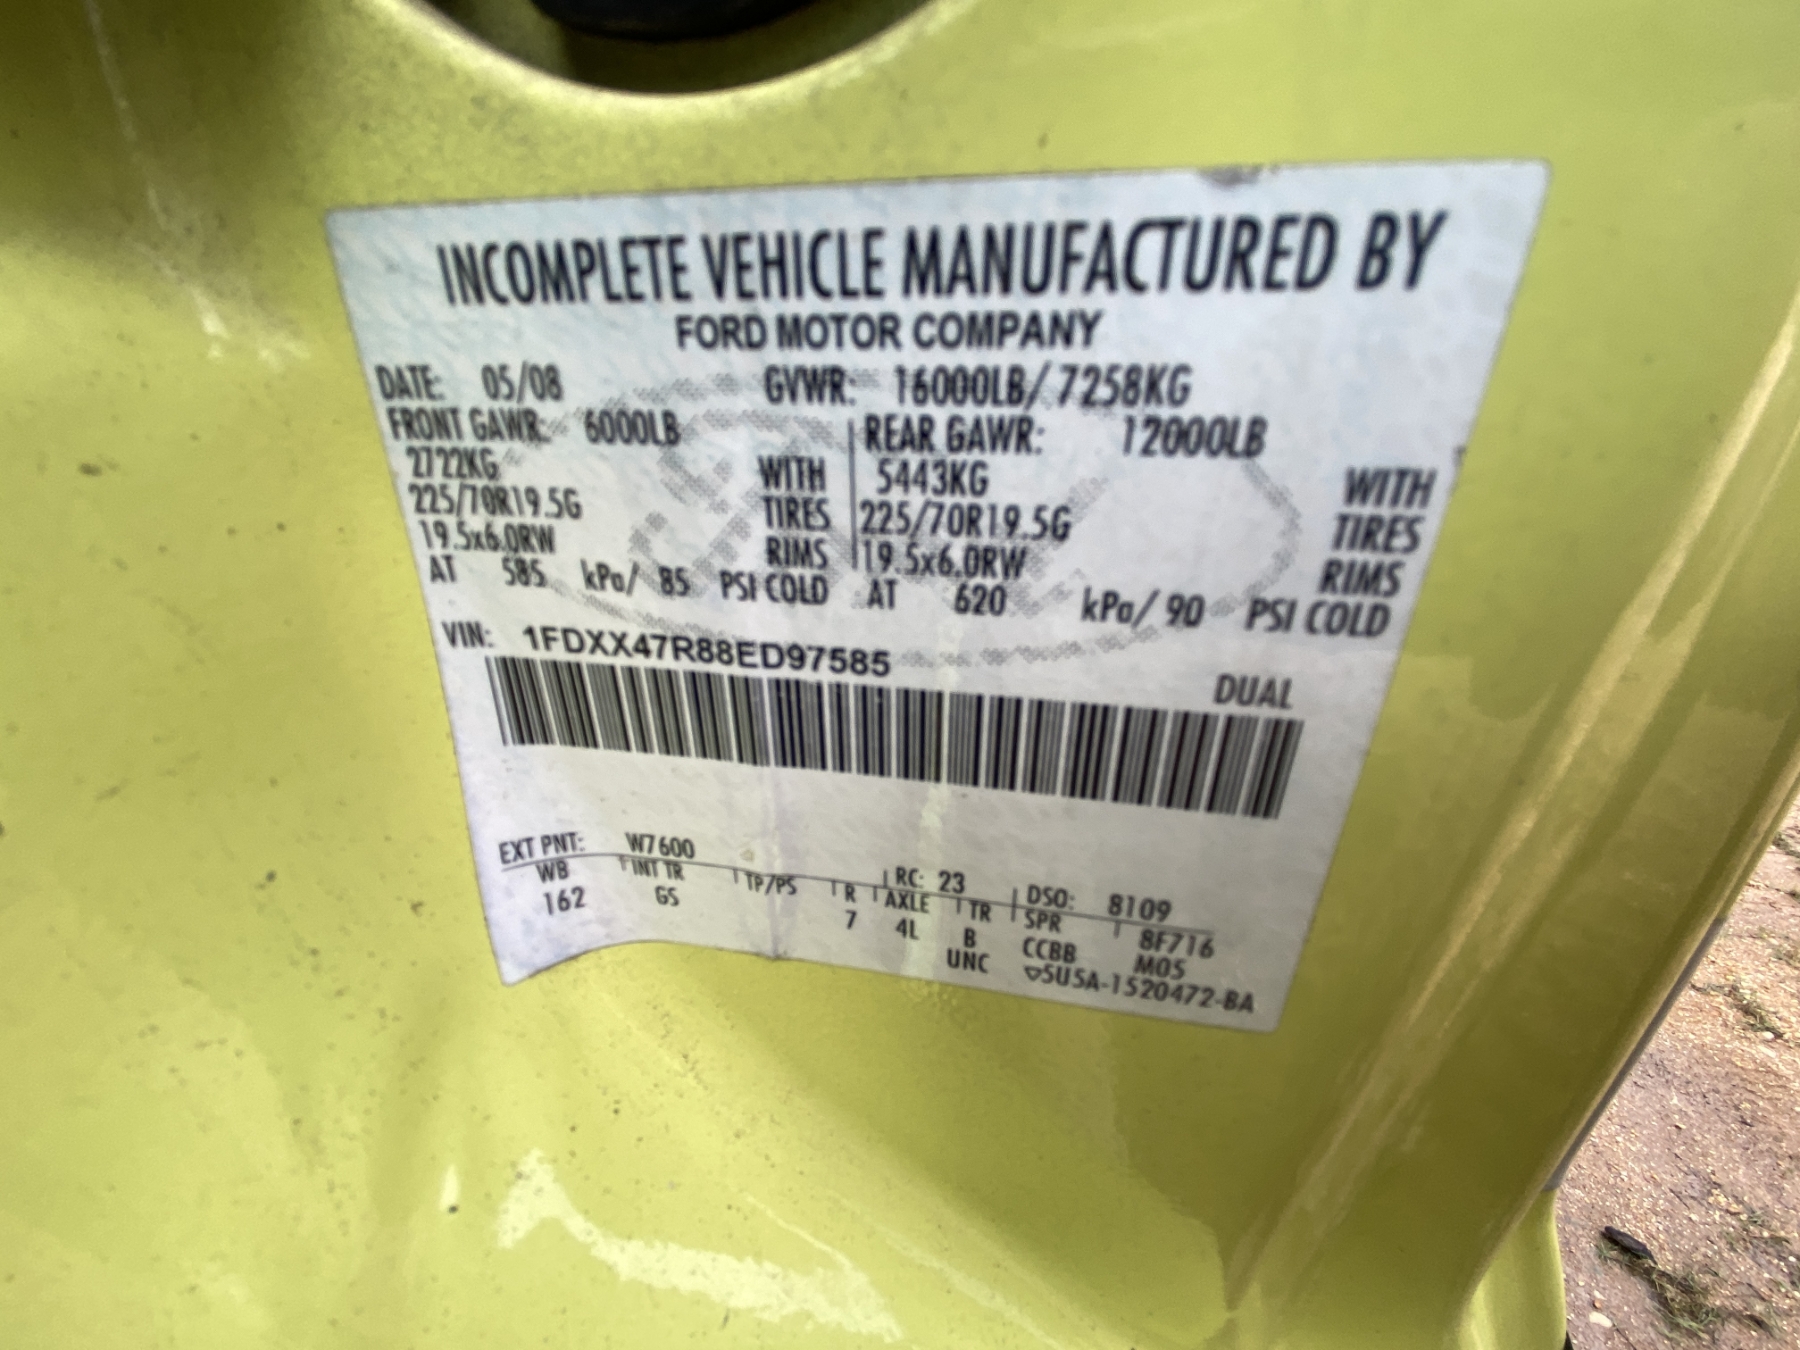 INCOMPLETE VEHICLE MANUFACTURED BY
FORD MOTOR COMPANY
DATE: 05/08 GVWR: 16000LB/ 7258KG
FRONT GAWR: 6000LB REAR GAWR: 12000LB
2722KG WITH 5443KG WITH
225/70R19.5G TIRES 225/70R19.5G TIRES
19.5x6.0RW RIMS 19.5x6.0RW RIMS
AT 585 kPa/ 85 PSI COLD AT 620 kPa/ 90 PSI COLD
VIN: 1FDXX47R88ED97585
DUAL
EXT PNT: W7600 RC: 23 DSO: 8109
WB INT TR TP/PS R AXLE TR SPR 8F716
162 GS 7 4L B CCBB M05
UNC ▽5U5A-1520472-BA